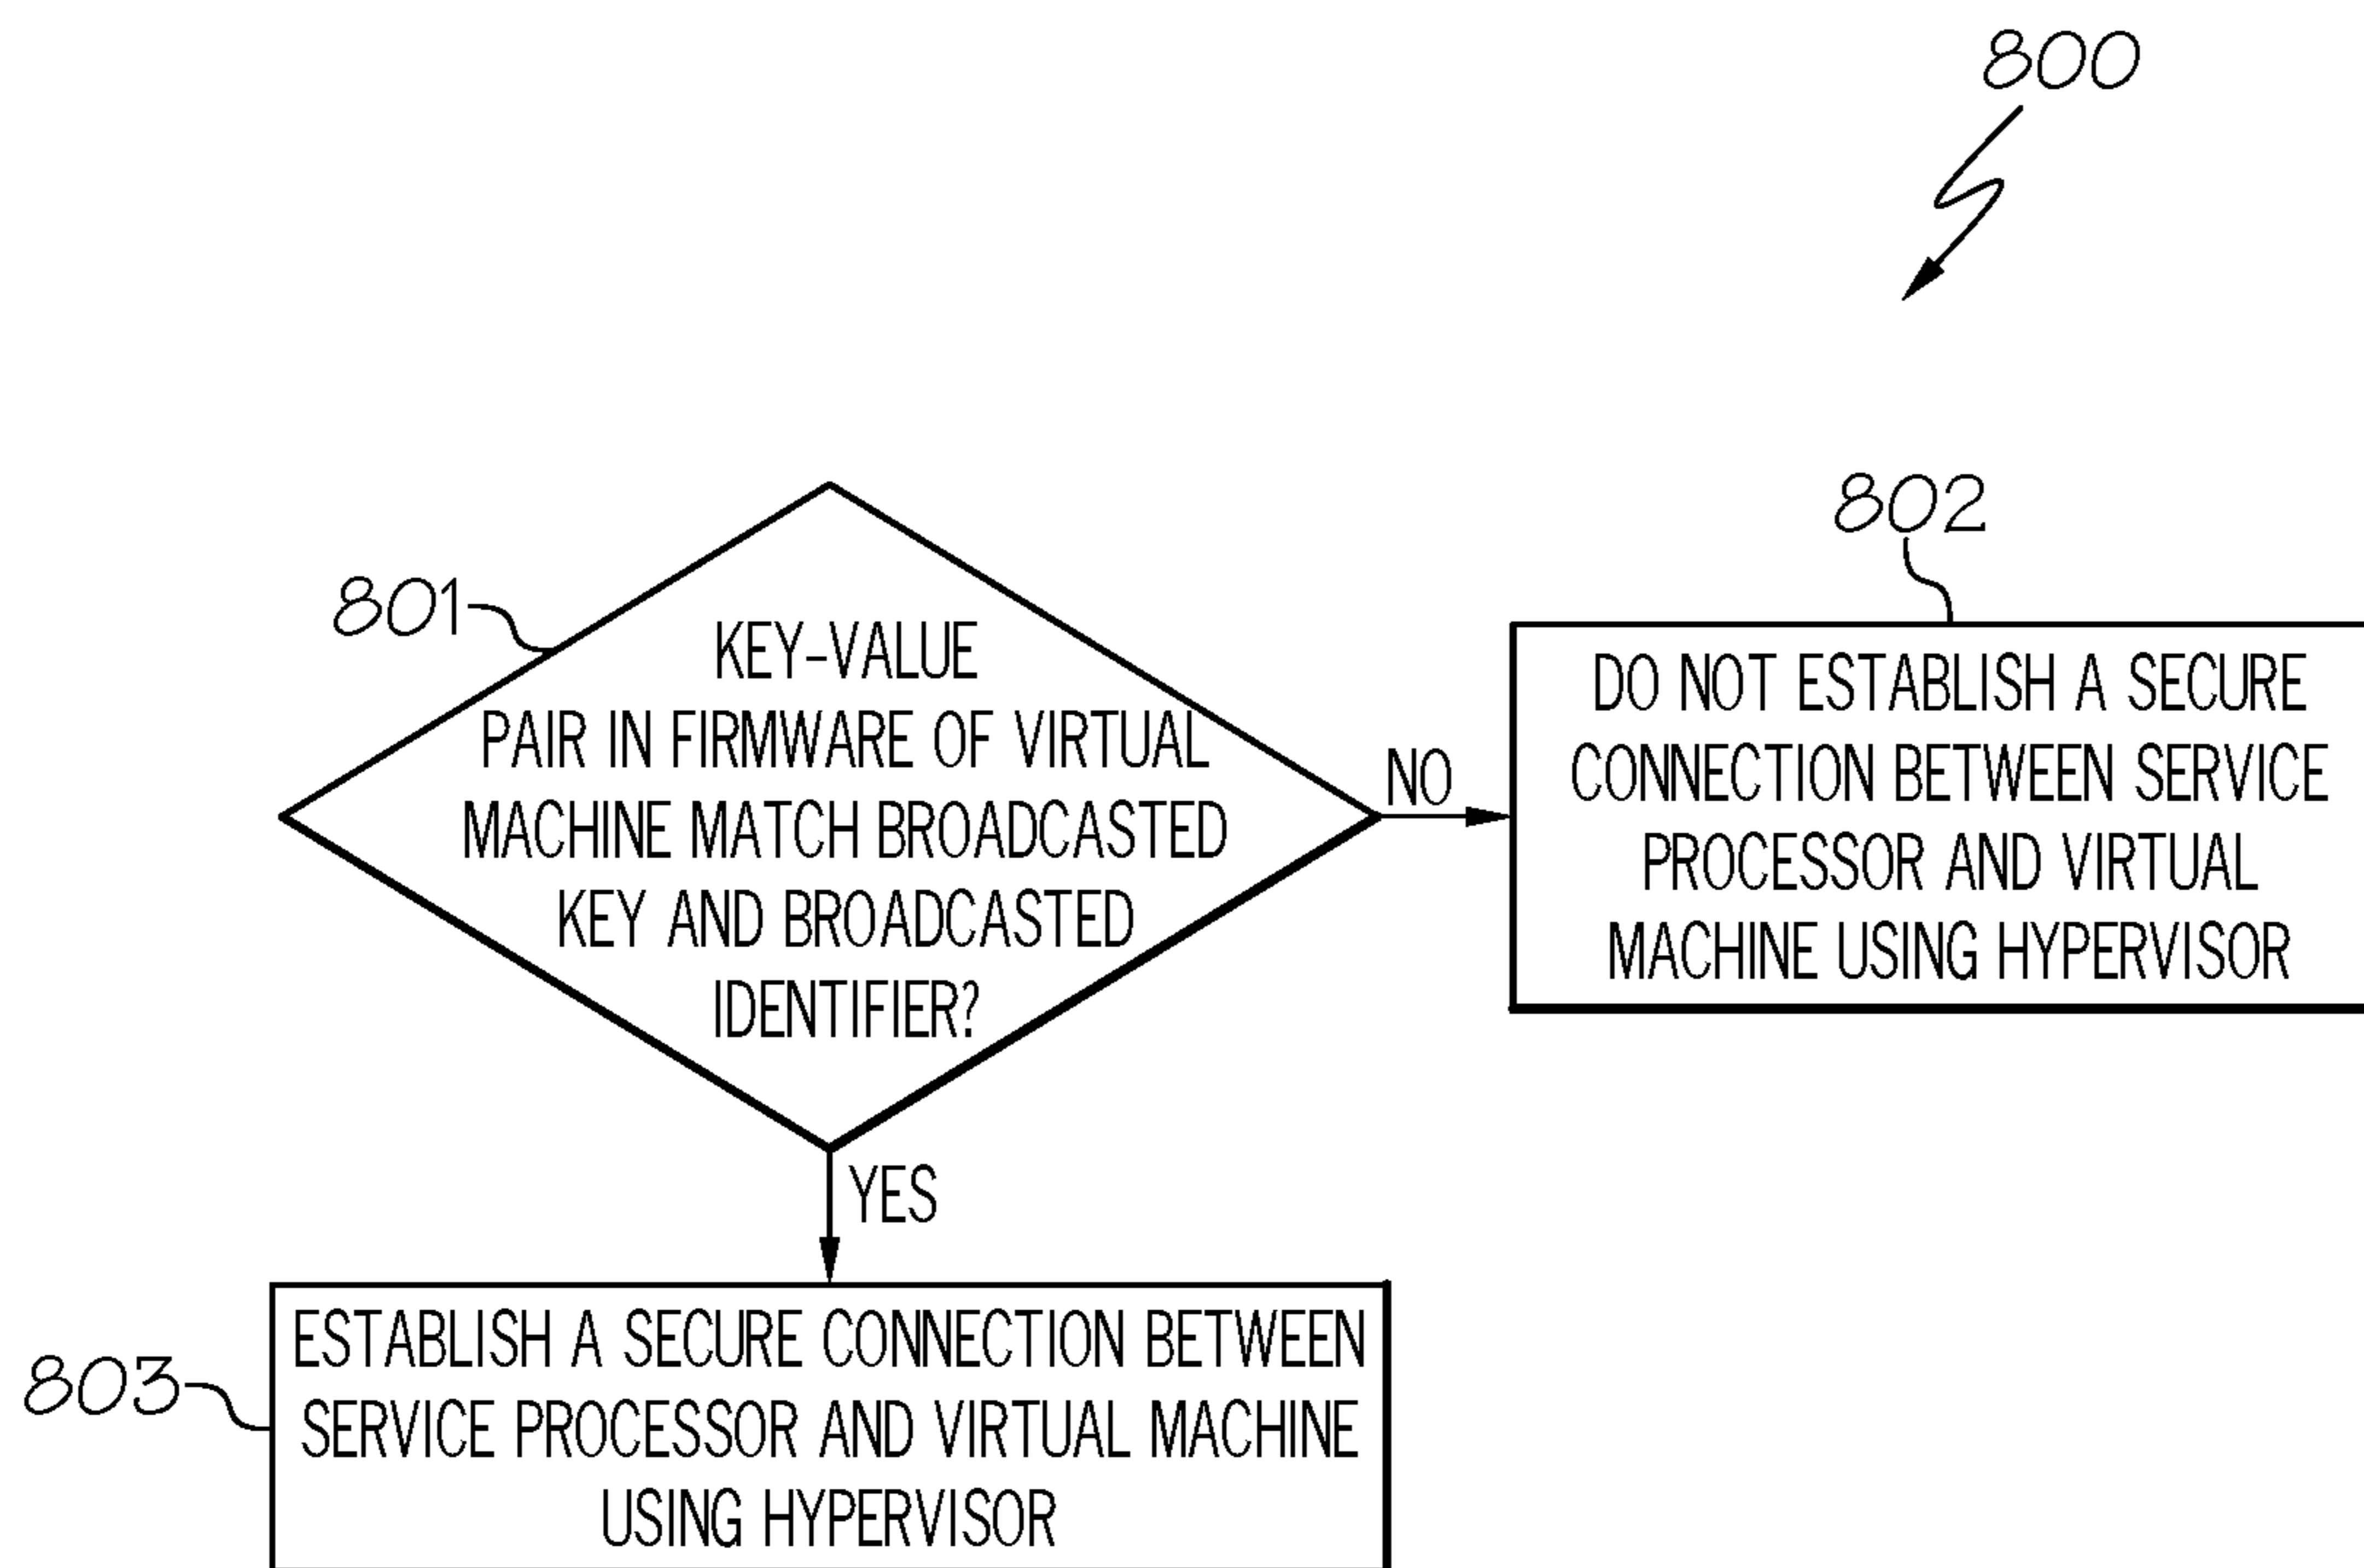 800
801
KEY-VALUE
PAIR IN FIRMWARE OF VIRTUAL
MACHINE MATCH BROADCASTED
KEY AND BROADCASTED
IDENTIFIER?
NO
802
DO NOT ESTABLISH A SECURE
CONNECTION BETWEEN SERVICE
PROCESSOR AND VIRTUAL
MACHINE USING HYPERVISOR
YES
803
ESTABLISH A SECURE CONNECTION BETWEEN
SERVICE PROCESSOR AND VIRTUAL MACHINE
USING HYPERVISOR